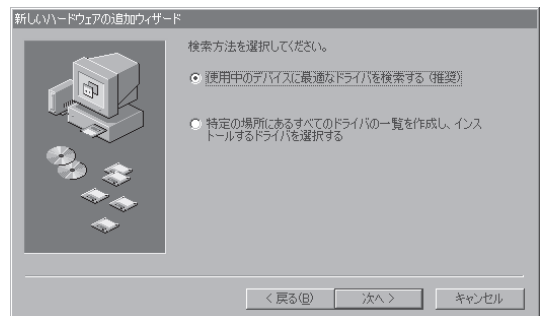 新しいハードウェアの追加ウィザード
検索方法を選択してください。
使用中のデバイスに最適なドライバを検索する (推奨)
特定の場所にあるすべてのドライバの一覧を作成し、インス
トールするドライバを選択する
< 戻る(B)
次へ >
キャンセル